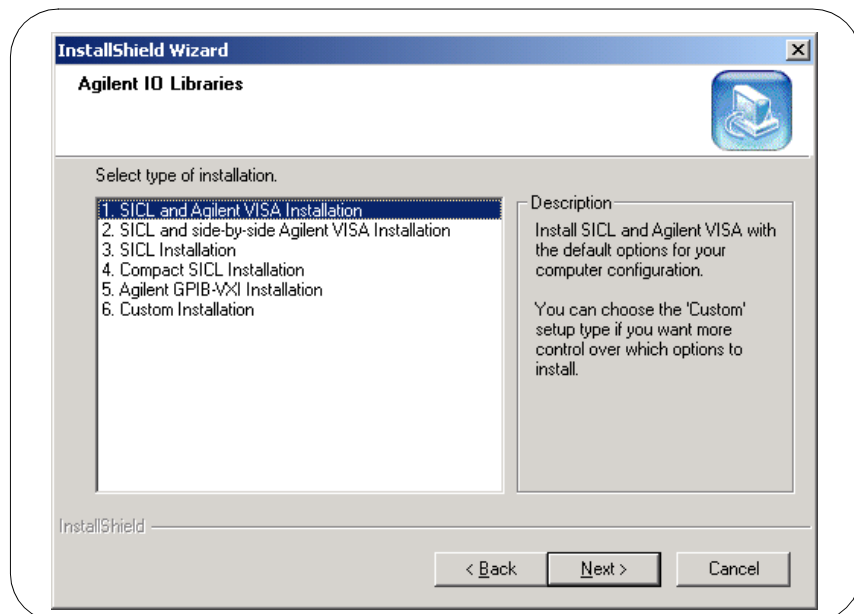 InstallShield Wizard
Agilent IO Libraries
Select type of installation.
1. SICL and Agilent VISA Installation
2. SICL and side-by-side Agilent VISA Installation
3. SICL Installation
4. Compact SICL Installation
5. Agilent GPIB-VXI Installation
6. Custom Installation
Description
Install SICL and Agilent VISA with
the default options for your
computer configuration.
You can choose the 'Custom'
setup type if you want more
control over which options to
install.
InstallShield
< Back
Next >
Cancel